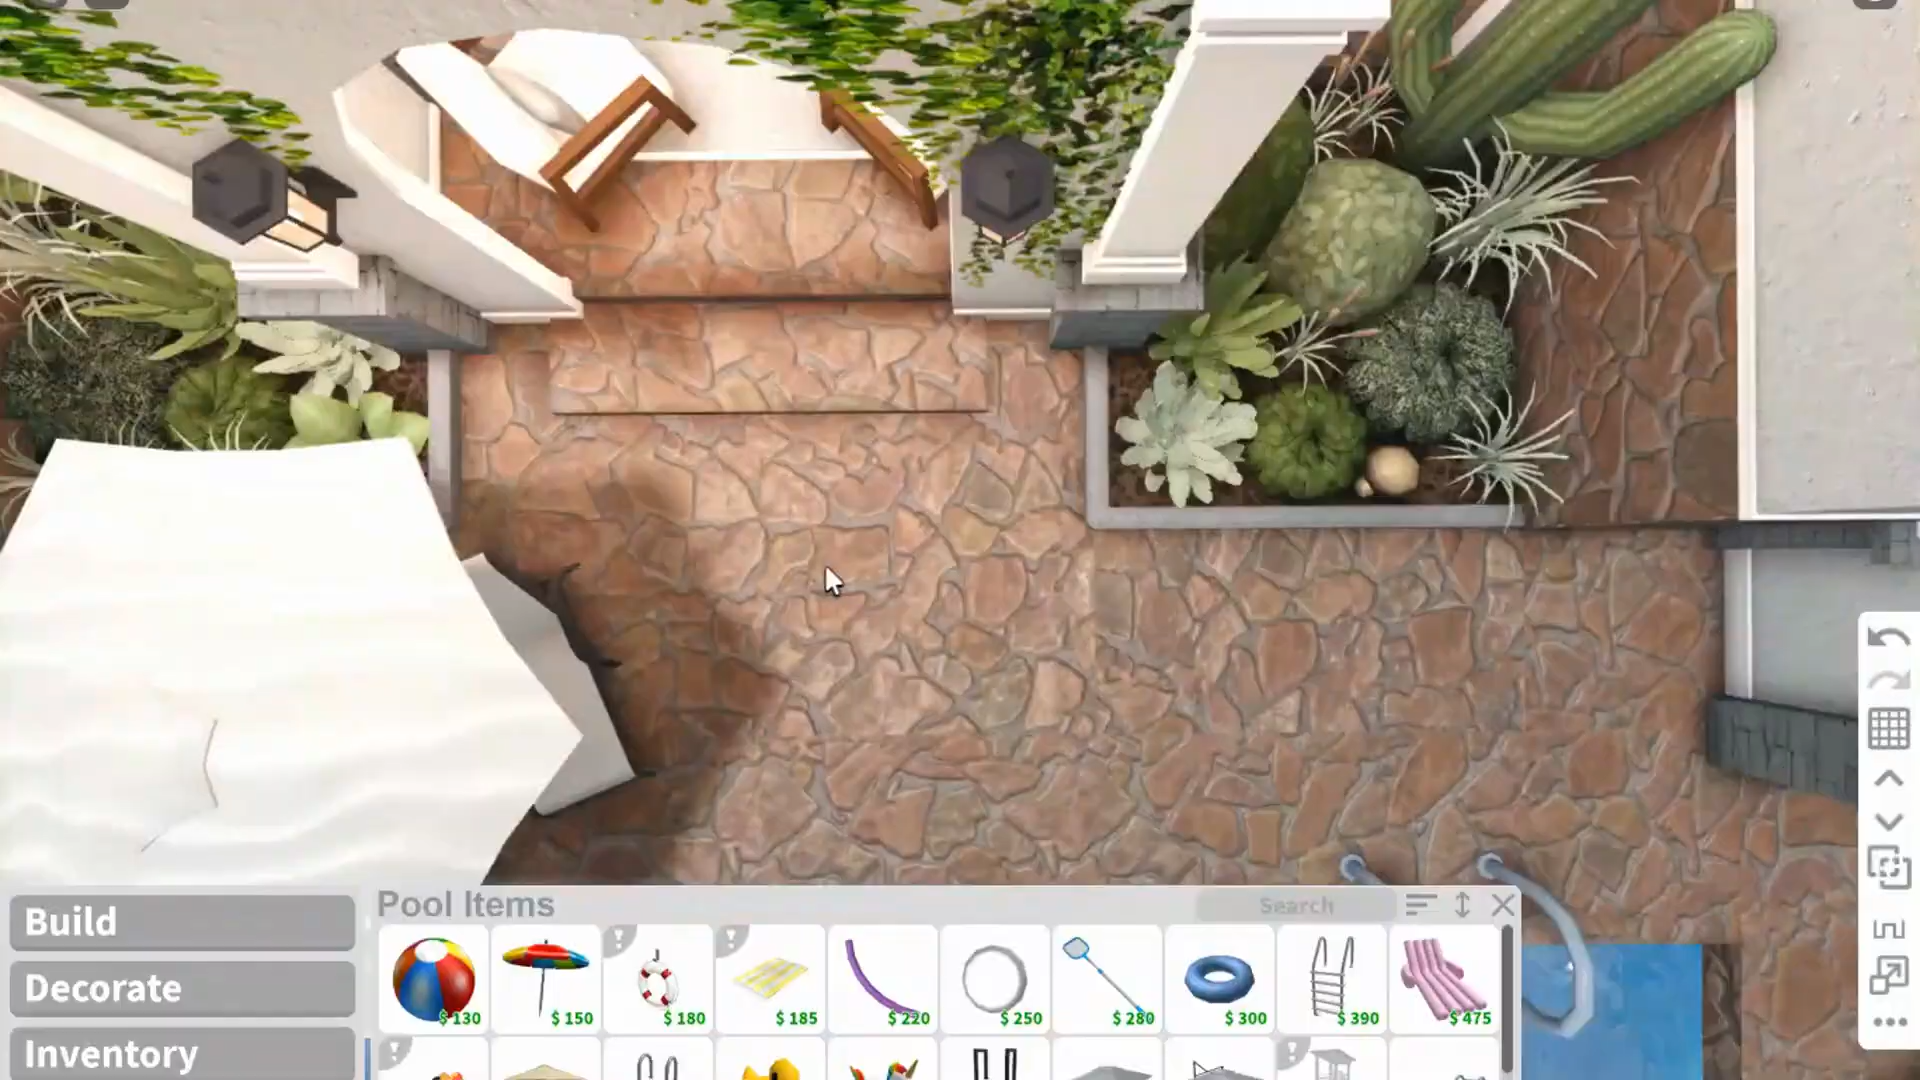 Pool Items
Search
Build
Decorate
Inventory
$ 130
$ 150
$ 180
$ 185
$ 220
$ 250
$ 280
$ 300
$ 390
$ 475